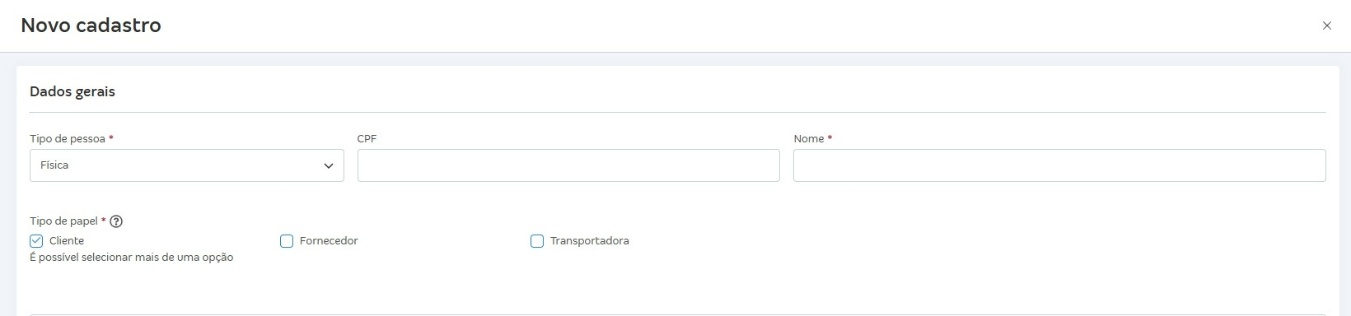 Novo cadastro
Dados gerais
Tipo de pessoa * CPF Nome *
Física
Tipo de papel * ?
Cliente Fornecedor Transportadora
É possível selecionar mais de uma opção